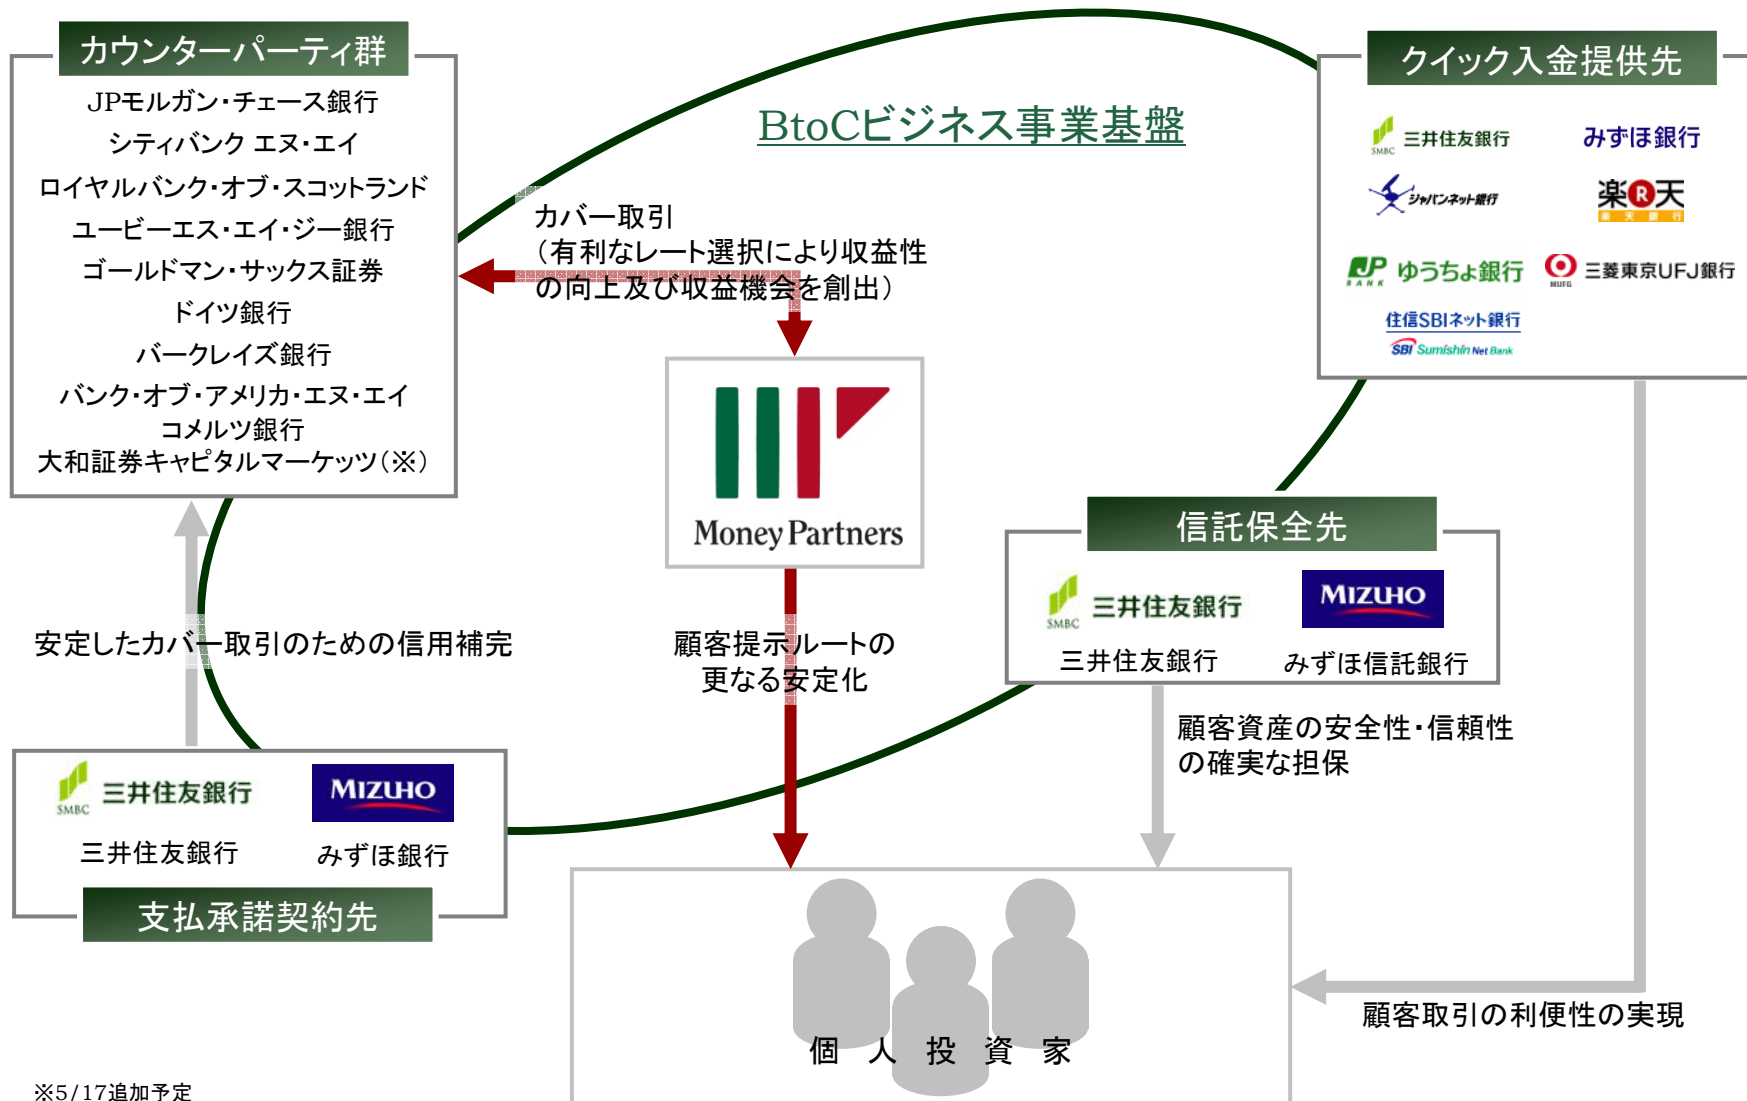 カウンターパーティ群
JPモルガン・チェース銀行
シティバンク エヌ・エイ
ロイヤルバンク・オブ・スコットランド
ユービーエス・エイ・ジー銀行
ゴールドマン・サックス証券
ドイツ銀行
バークレイズ銀行
バンク・オブ・アメリカ・エヌ・エイ
コメルツ銀行
大和証券キャピタルマーケッツ(※)
BtoCビジネス事業基盤
カバー取引
(有利なレート選択により収益性
の向上及び収益機会を創出)
クイック入金提供先
SMBC 三井住友銀行
みずほ銀行
ジャパンネット銀行
楽R天
楽天銀行
JP BANK ゆうちょ銀行
MUFG 三菱東京UFJ銀行
住信SBIネット銀行
SBI Sumishin Net Bank
Money Partners
信託保全先
SMBC 三井住友銀行
MIZUHO
三井住友銀行
みずほ信託銀行
安定したカバー取引のための信用補完
顧客提示ルートの
更なる安定化
顧客資産の安全性・信頼性
の確実な担保
SMBC 三井住友銀行
MIZUHO
三井住友銀行
みずほ銀行
支払承諾契約先
個人投資家
顧客取引の利便性の実現
※5/17追加予定